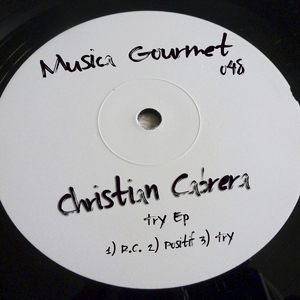 Musica Gourmet
048
Christian Cabrera
try Ep
1) D.C. 2) Positif 3) try